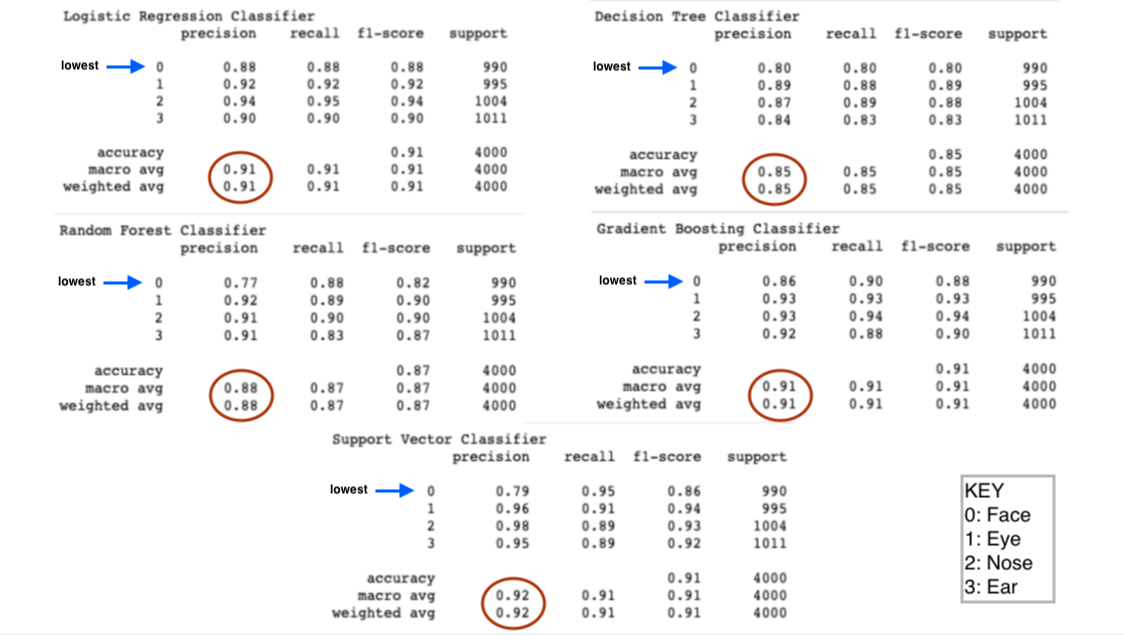 Logistic Regression Classifier
precision recall f1-score support
lowest 0 0.88 0.88 0.88 990
1 0.92 0.92 0.92 995
2 0.94 0.95 0.94 1004
3 0.90 0.90 0.90 1011
accuracy 0.91 4000
macro avg 0.91 0.91 0.91 4000
weighted avg 0.91 0.91 0.91 4000
Decision Tree Classifier
precision recall f1-score support
lowest 0 0.80 0.80 0.80 990
1 0.89 0.88 0.89 995
2 0.87 0.89 0.88 1004
3 0.84 0.83 0.83 1011
accuracy 0.85 4000
macro avg 0.85 0.85 0.85 4000
weighted avg 0.85 0.85 0.85 4000
Random Forest Classifier
precision recall f1-score support
lowest 0 0.77 0.88 0.82 990
1 0.92 0.89 0.90 995
2 0.91 0.90 0.90 1004
3 0.91 0.83 0.87 1011
accuracy 0.87 4000
macro avg 0.88 0.87 0.87 4000
weighted avg 0.88 0.87 0.87 4000
Gradient Boosting Classifier
precision recall f1-score support
lowest 0 0.86 0.90 0.88 990
1 0.93 0.93 0.93 995
2 0.93 0.94 0.94 1004
3 0.92 0.88 0.90 1011
accuracy 0.91 4000
macro avg 0.91 0.91 0.91 4000
weighted avg 0.91 0.91 0.91 4000
Support Vector Classifier
precision recall f1-score support
lowest 0 0.79 0.95 0.86 990
1 0.96 0.91 0.94 995
2 0.98 0.89 0.93 1004
3 0.95 0.89 0.92 1011
accuracy 0.91 4000
macro avg 0.92 0.91 0.91 4000
weighted avg 0.92 0.91 0.91 4000
KEY
0: Face
1: Eye
2: Nose
3: Ear